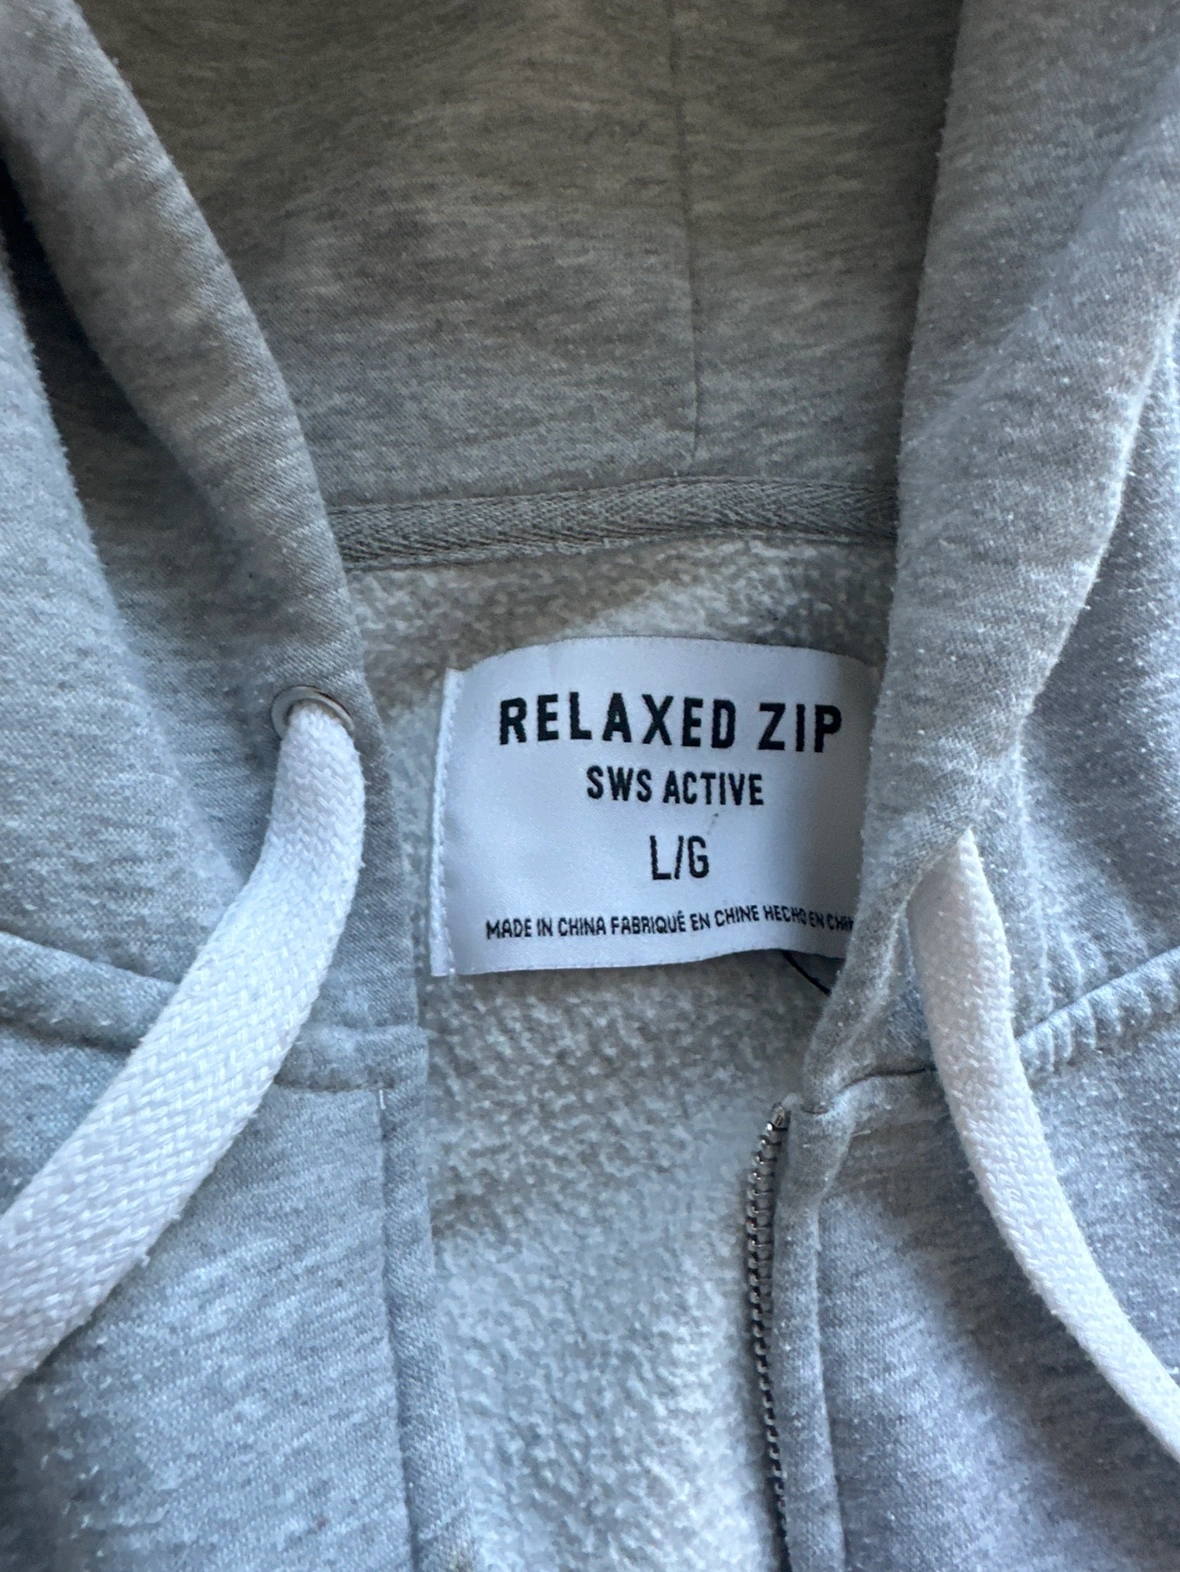 RELAXED ZIP
SWS ACTIVE
L/G
MADE IN CHINA FABRIQUÉ EN CHINE HECHO EN